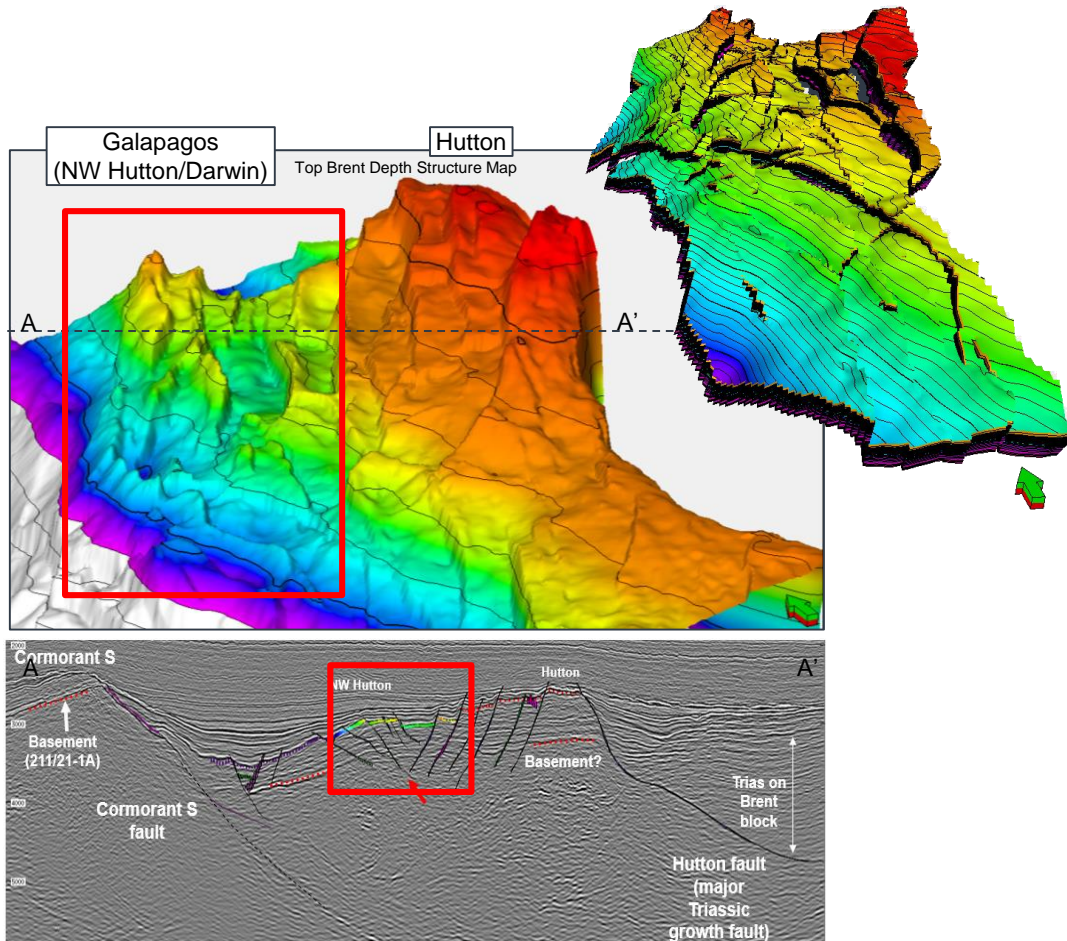 Galapagos
(NW Hutton/Darwin)
Hutton
Top Brent Depth Structure Map
A
A’
A
A’
Cormorant S
NW Hutton
Hutton
Basement
(211/21-1A)
Basement?
Cormorant S
fault
Trias on
Brent
block
Hutton fault
(major
Triassic
growth fault)